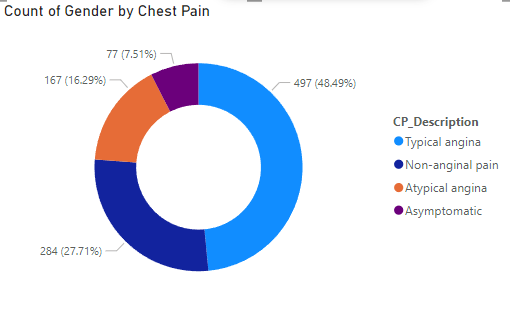 Count of Gender by Chest Pain
77 (7.51%)
167 (16.29%)
497 (48.49%)
284 (27.71%)
CP_Description
Typical angina
Non-anginal pain
Atypical angina
Asymptomatic